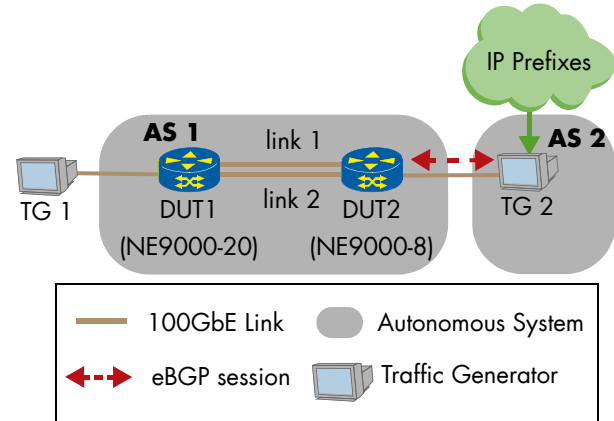 IP Prefixes
AS 1
link 1
AS 2
TG 1
DUT1
link 2
DUT2
TG 2
(NE9000-20)
(NE9000-8)
100GbE Link
Autonomous System
eBGP session
Traffic Generator